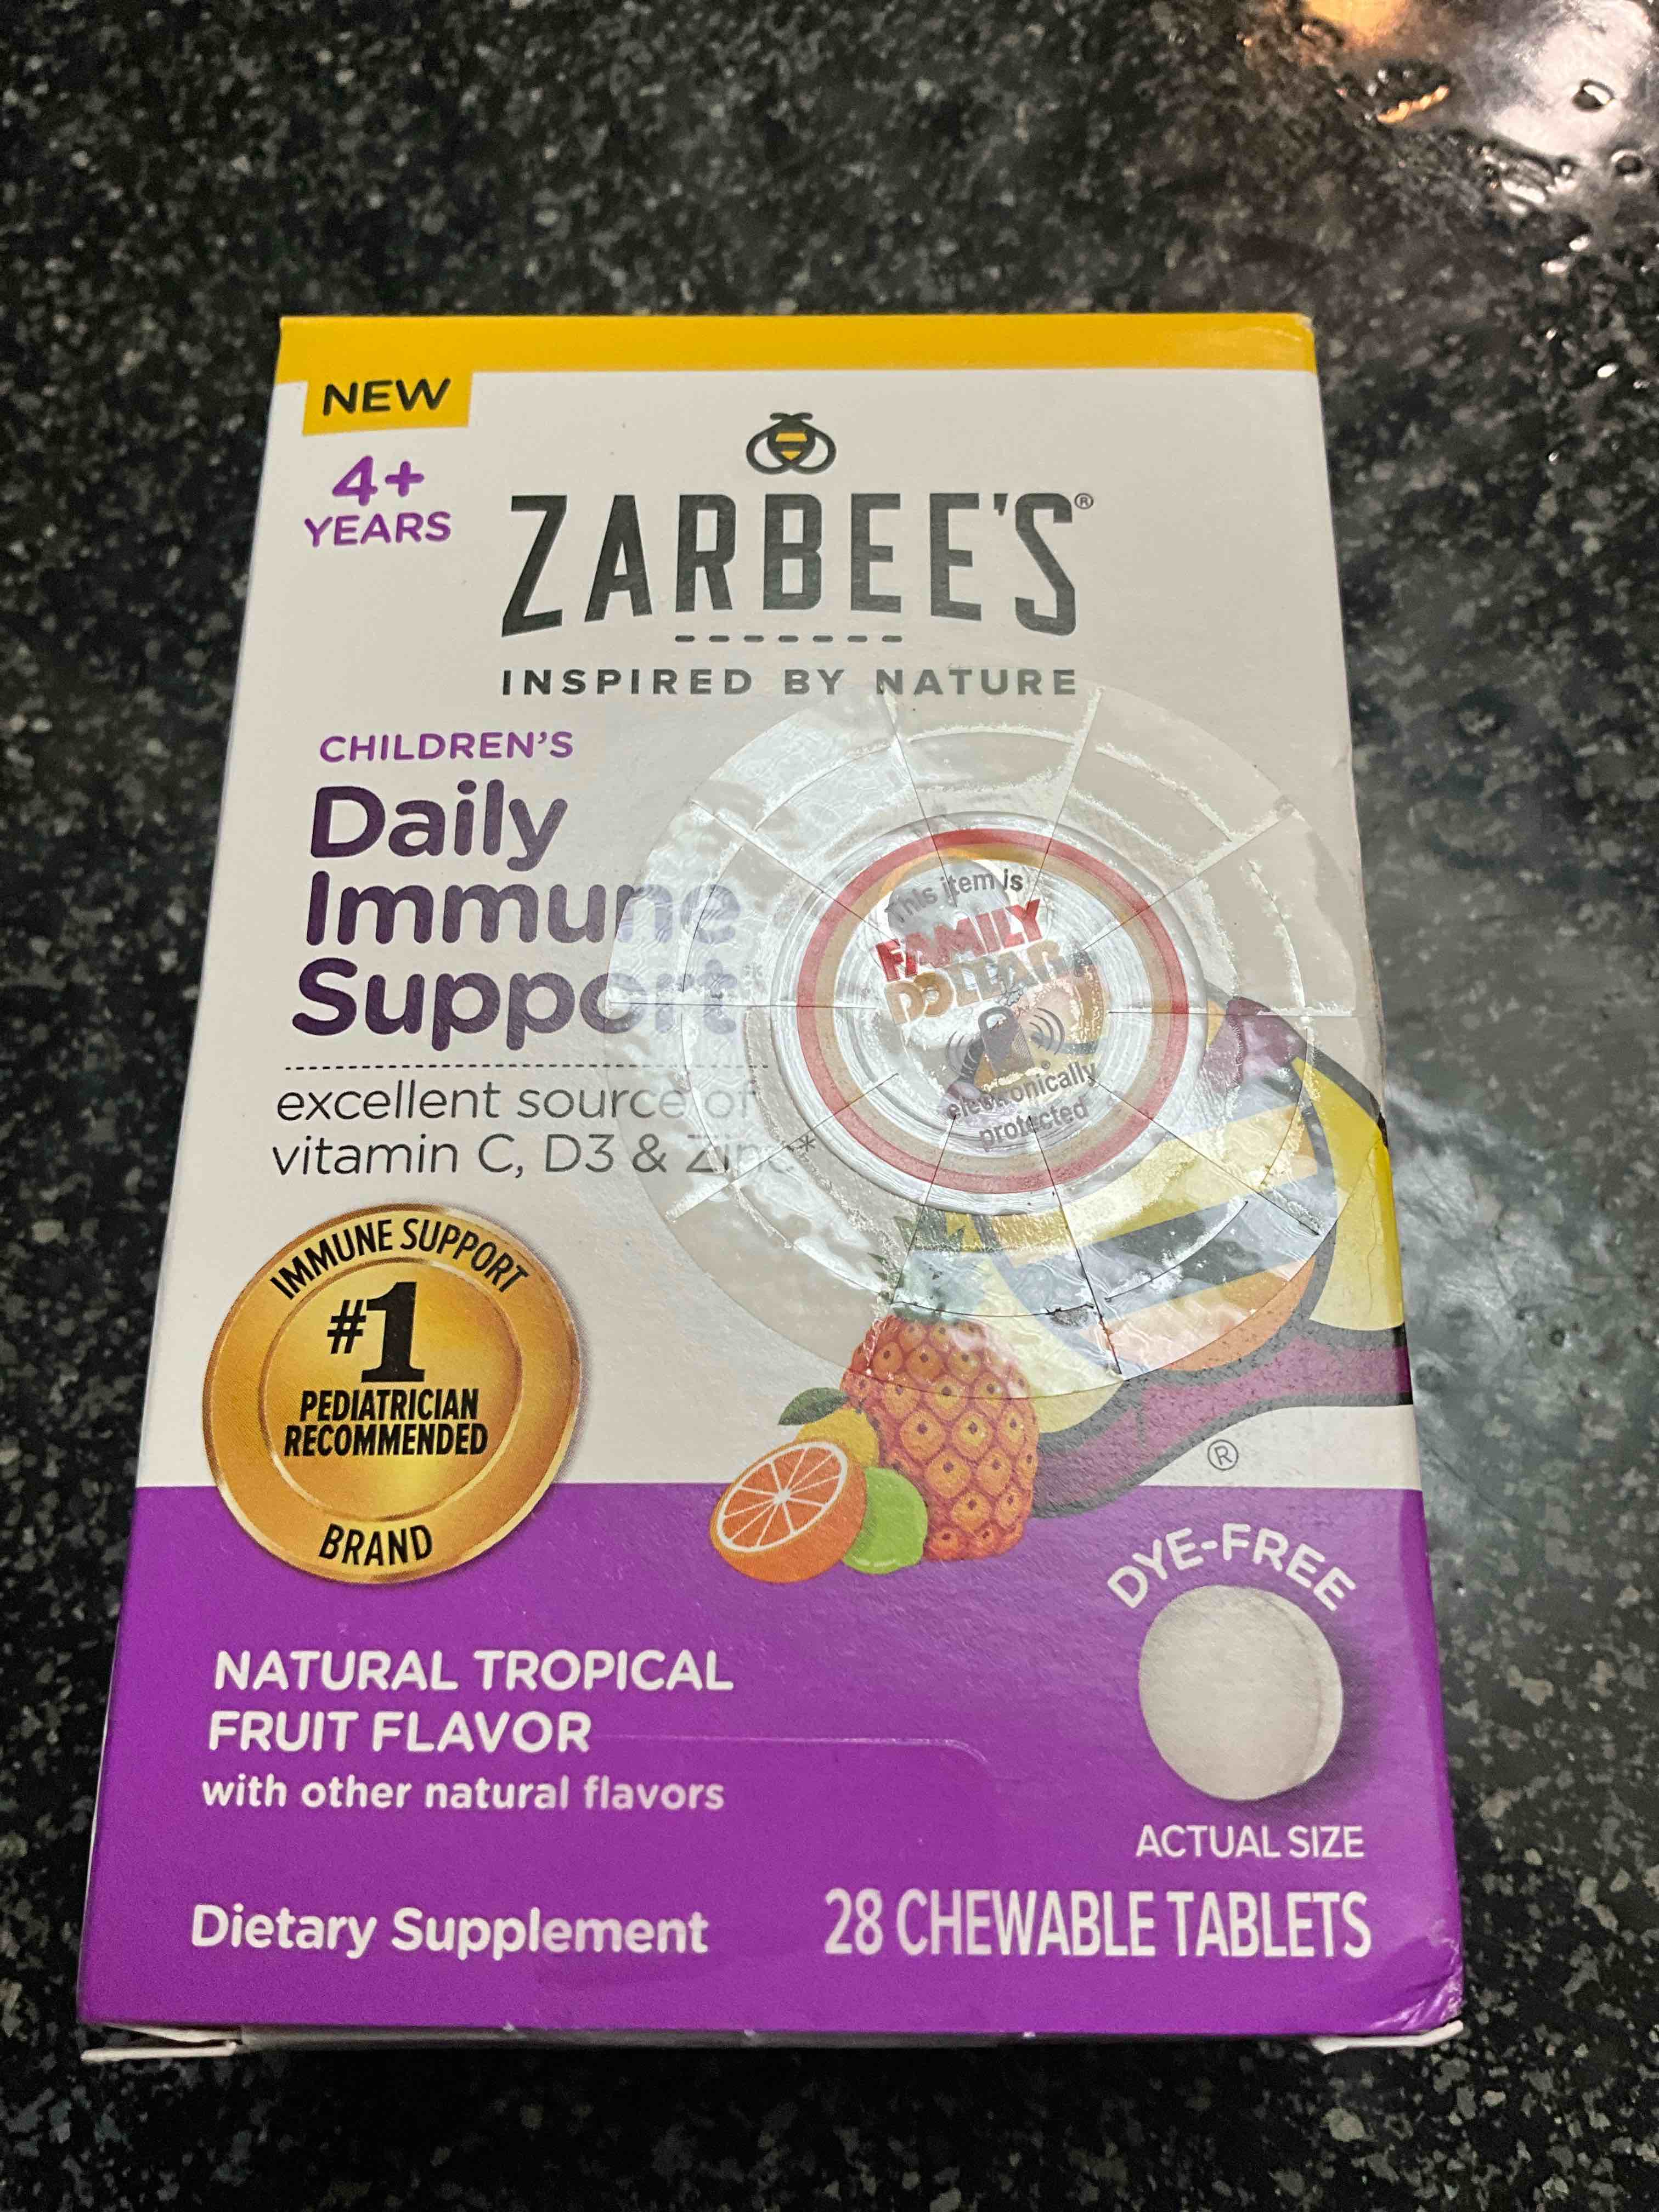 NEW
4+
YEARS
ZARBEE'S®
INSPIRED BY NATURE
CHILDREN'S
Daily
Immune
Support*
excellent source of
vitamin C, D3 & Zinc**
This item is
FAMILY
DOLLAR
electronically
protected
IMMUNE SUPPORT
#1
PEDIATRICIAN
RECOMMENDED
BRAND
®
DYE-FREE
NATURAL TROPICAL
FRUIT FLAVOR
with other natural flavors
ACTUAL SIZE
Dietary Supplement
28 CHEWABLE TABLETS